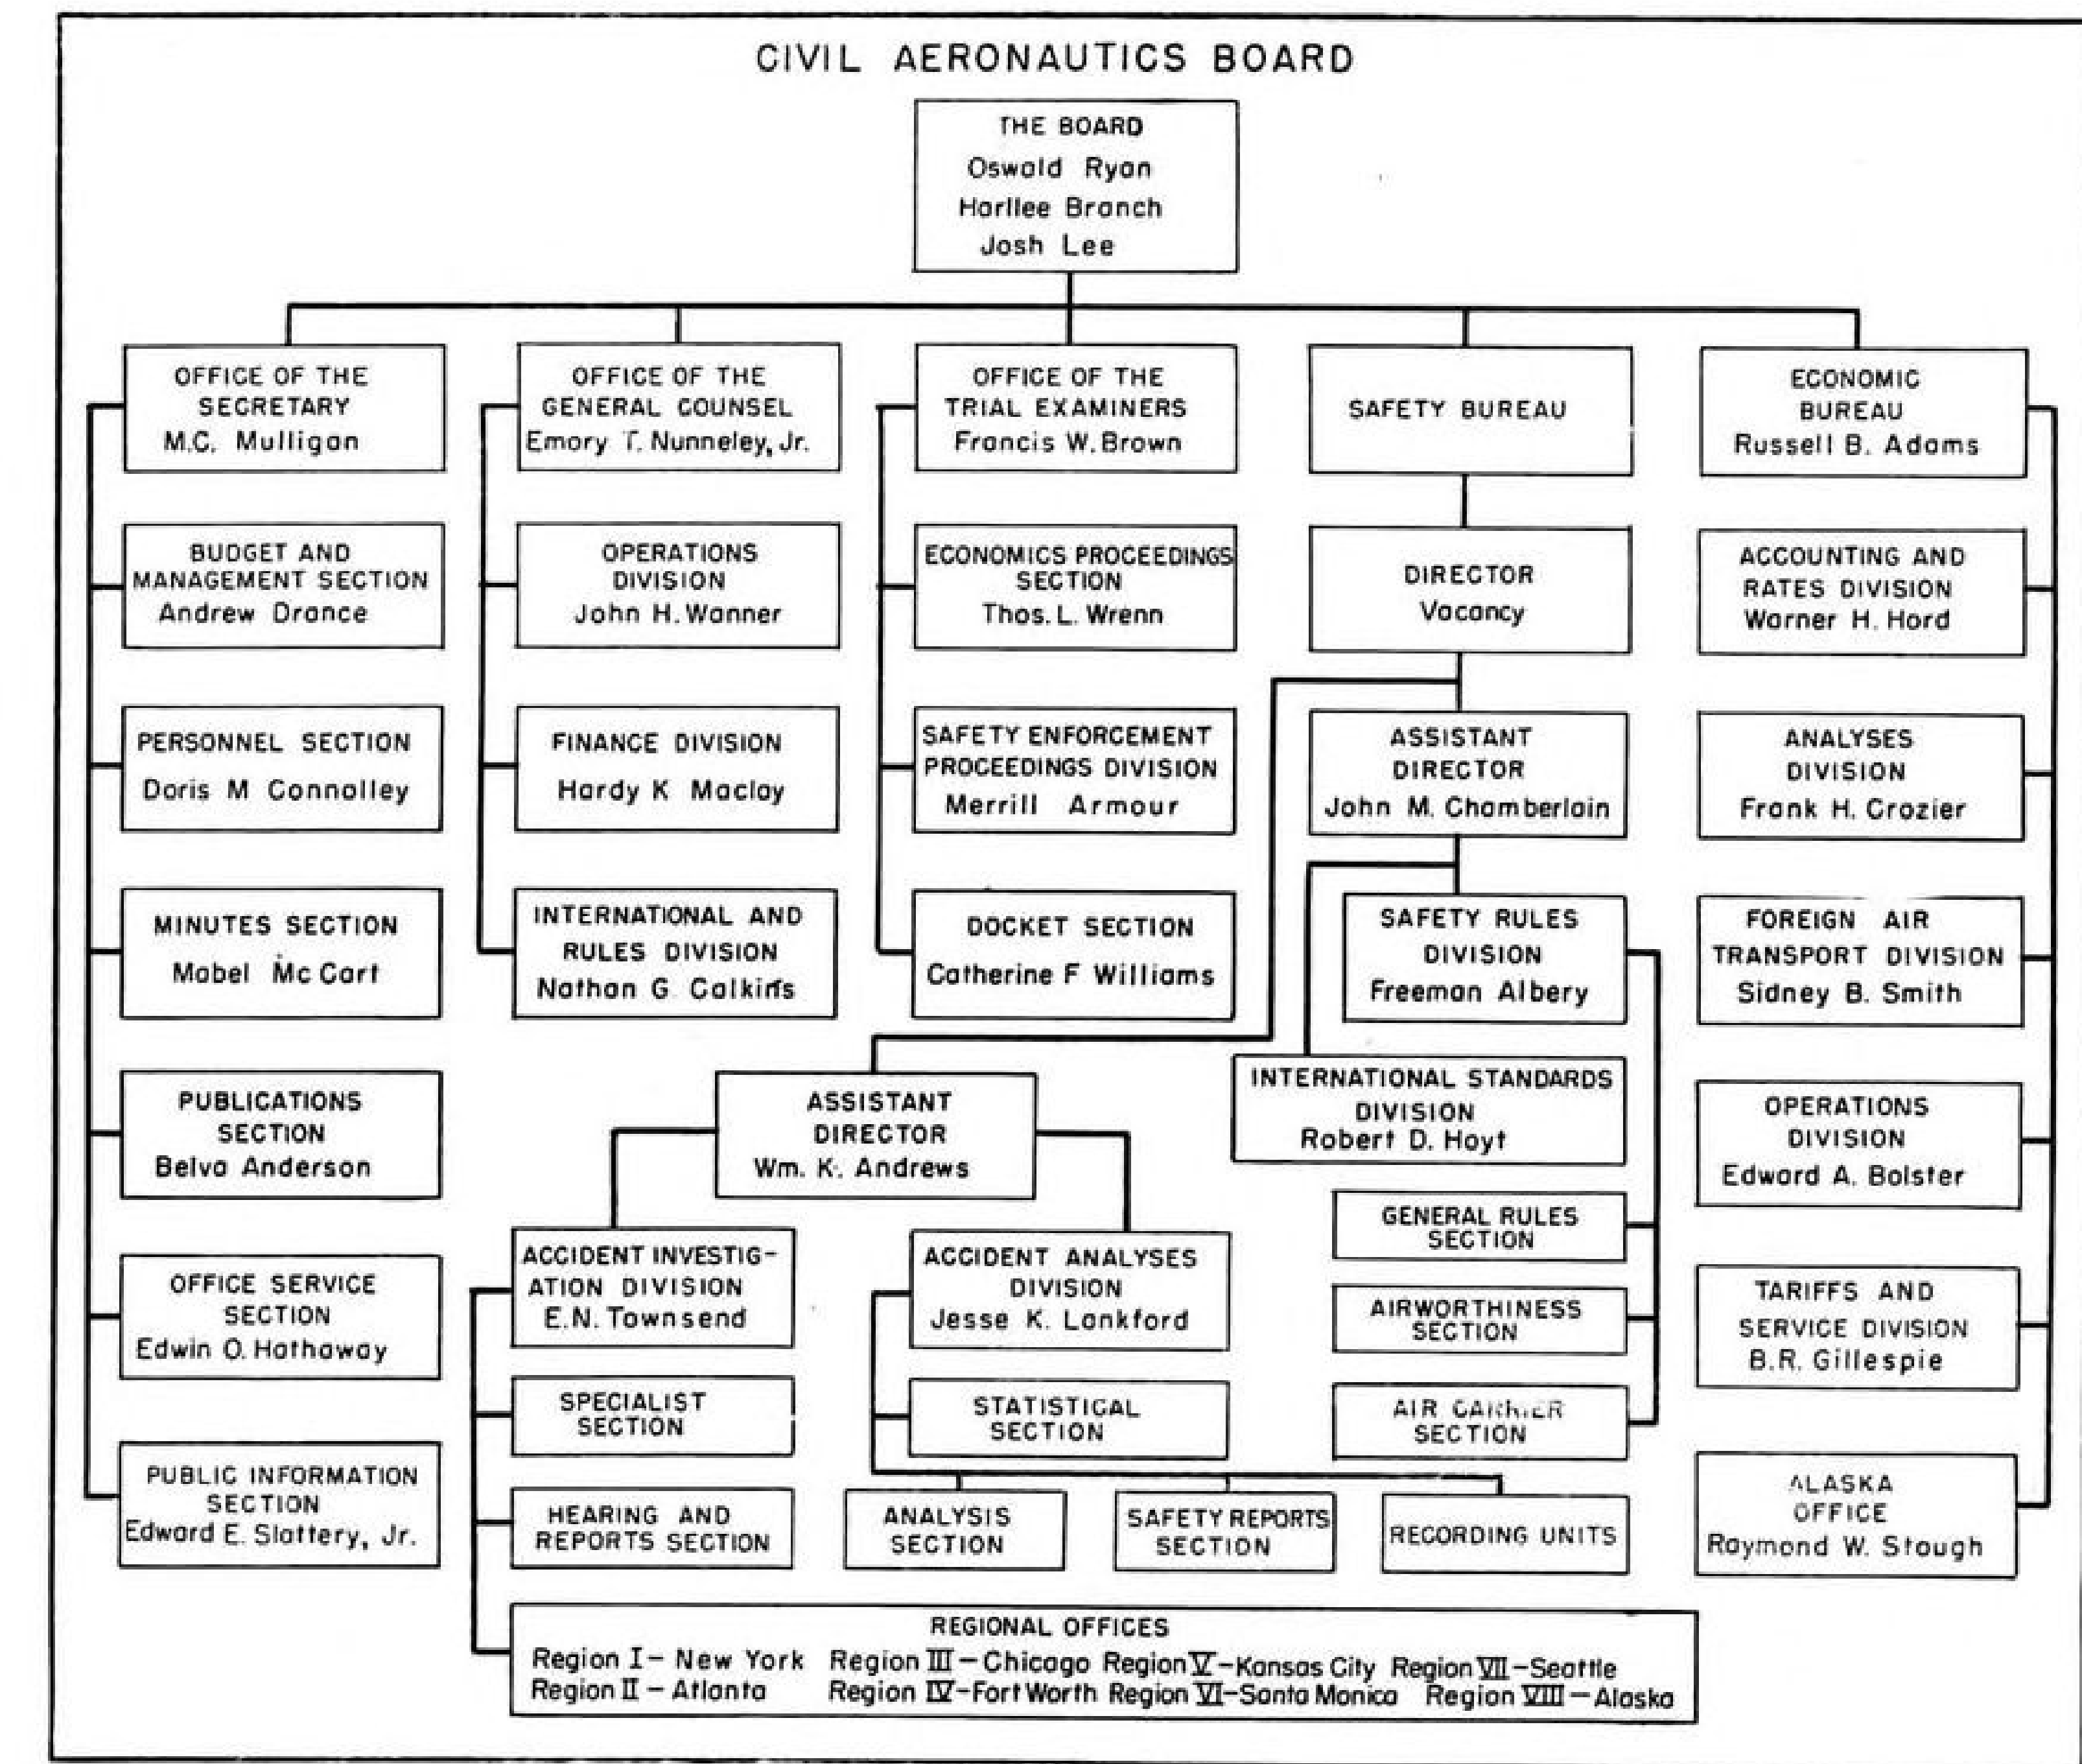 CIVIL AERONAUTICS BOARD
THE BOARD
Oswald Ryan
Harllee Branch
Josh Lee
OFFICE OF THE
SECRETARY
M.C. Mulligan
OFFICE OF THE
GENERAL COUNSEL
Emory T. Nunneley, Jr.
OFFICE OF THE
TRIAL EXAMINERS
Francis W. Brown
SAFETY BUREAU
ECONOMIC
BUREAU
Russell B. Adams
BUDGET AND
MANAGEMENT SECTION
Andrew Drance
OPERATIONS
DIVISION
John H. Wanner
ECONOMICS PROCEEDINGS
SECTION
Thos. L. Wrenn
DIRECTOR
Vacancy
ACCOUNTING AND
RATES DIVISION
Warner H. Hord
PERSONNEL SECTION
Doris M Connolley
FINANCE DIVISION
Hardy K Maclay
SAFETY ENFORCEMENT
PROCEEDINGS DIVISION
Merrill Armour
ASSISTANT
DIRECTOR
John M. Chamberlain
ANALYSES
DIVISION
Frank H. Crozier
MINUTES SECTION
Mabel Mc Cart
INTERNATIONAL AND
RULES DIVISION
Nathan G Calkins
DOCKET SECTION
Catherine F Williams
SAFETY RULES
DIVISION
Freeman Albery
FOREIGN AIR
TRANSPORT DIVISION
Sidney B. Smith
PUBLICATIONS
SECTION
Belva Anderson
ASSISTANT
DIRECTOR
Wm. K. Andrews
INTERNATIONAL STANDARDS
DIVISION
Robert D. Hoyt
OPERATIONS
DIVISION
Edward A. Bolster
OFFICE SERVICE
SECTION
Edwin O. Hathaway
ACCIDENT INVESTIG-
ATION DIVISION
E.N. Townsend
ACCIDENT ANALYSES
DIVISION
Jesse K. Lankford
GENERAL RULES
SECTION
AIRWORTHINESS
SECTION
TARIFFS AND
SERVICE DIVISION
B.R. Gillespie
SPECIALIST
SECTION
STATISTICAL
SECTION
AIR CARRIER
SECTION
PUBLIC INFORMATION
SECTION
Edward E. Slattery, Jr.
HEARING AND
REPORTS SECTION
ANALYSIS
SECTION
SAFETY REPORTS
SECTION
RECORDING UNITS
ALASKA
OFFICE
Raymond W. Stough
REGIONAL OFFICES
Region I – New York Region III – Chicago Region V – Kansas City Region VII – Seattle
Region II – Atlanta Region IV – Fort Worth Region VI – Santa Monica Region VIII – Alaska